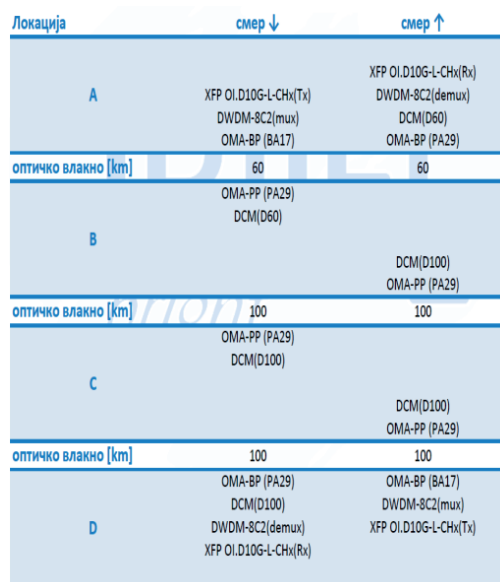 Локација смер ↓ смер ↑
XFP OI.D10G-L-CHx(Rx)
A XFP OI.D10G-L-CHx(Tx) DWDM-8C2(demux)
DWDM-8C2(mux) DCM(D60)
OMA-BP (BA17) OMA-BP (PA29)
оптичко влакно [km] 60 60
OMA-PP (PA29)
DCM(D60)
B
DCM(D100)
OMA-PP (PA29)
оптичко влакно [km] 100 100
OMA-PP (PA29)
DCM(D100)
C
DCM(D100)
OMA-PP (PA29)
оптичко влакно [km] 100 100
OMA-BP (PA29) OMA-BP (BA17)
DCM(D100) DWDM-8C2(mux)
D DWDM-8C2(demux) XFP OI.D10G-L-CHx(Tx)
XFP OI.D10G-L-CHx(Rx)